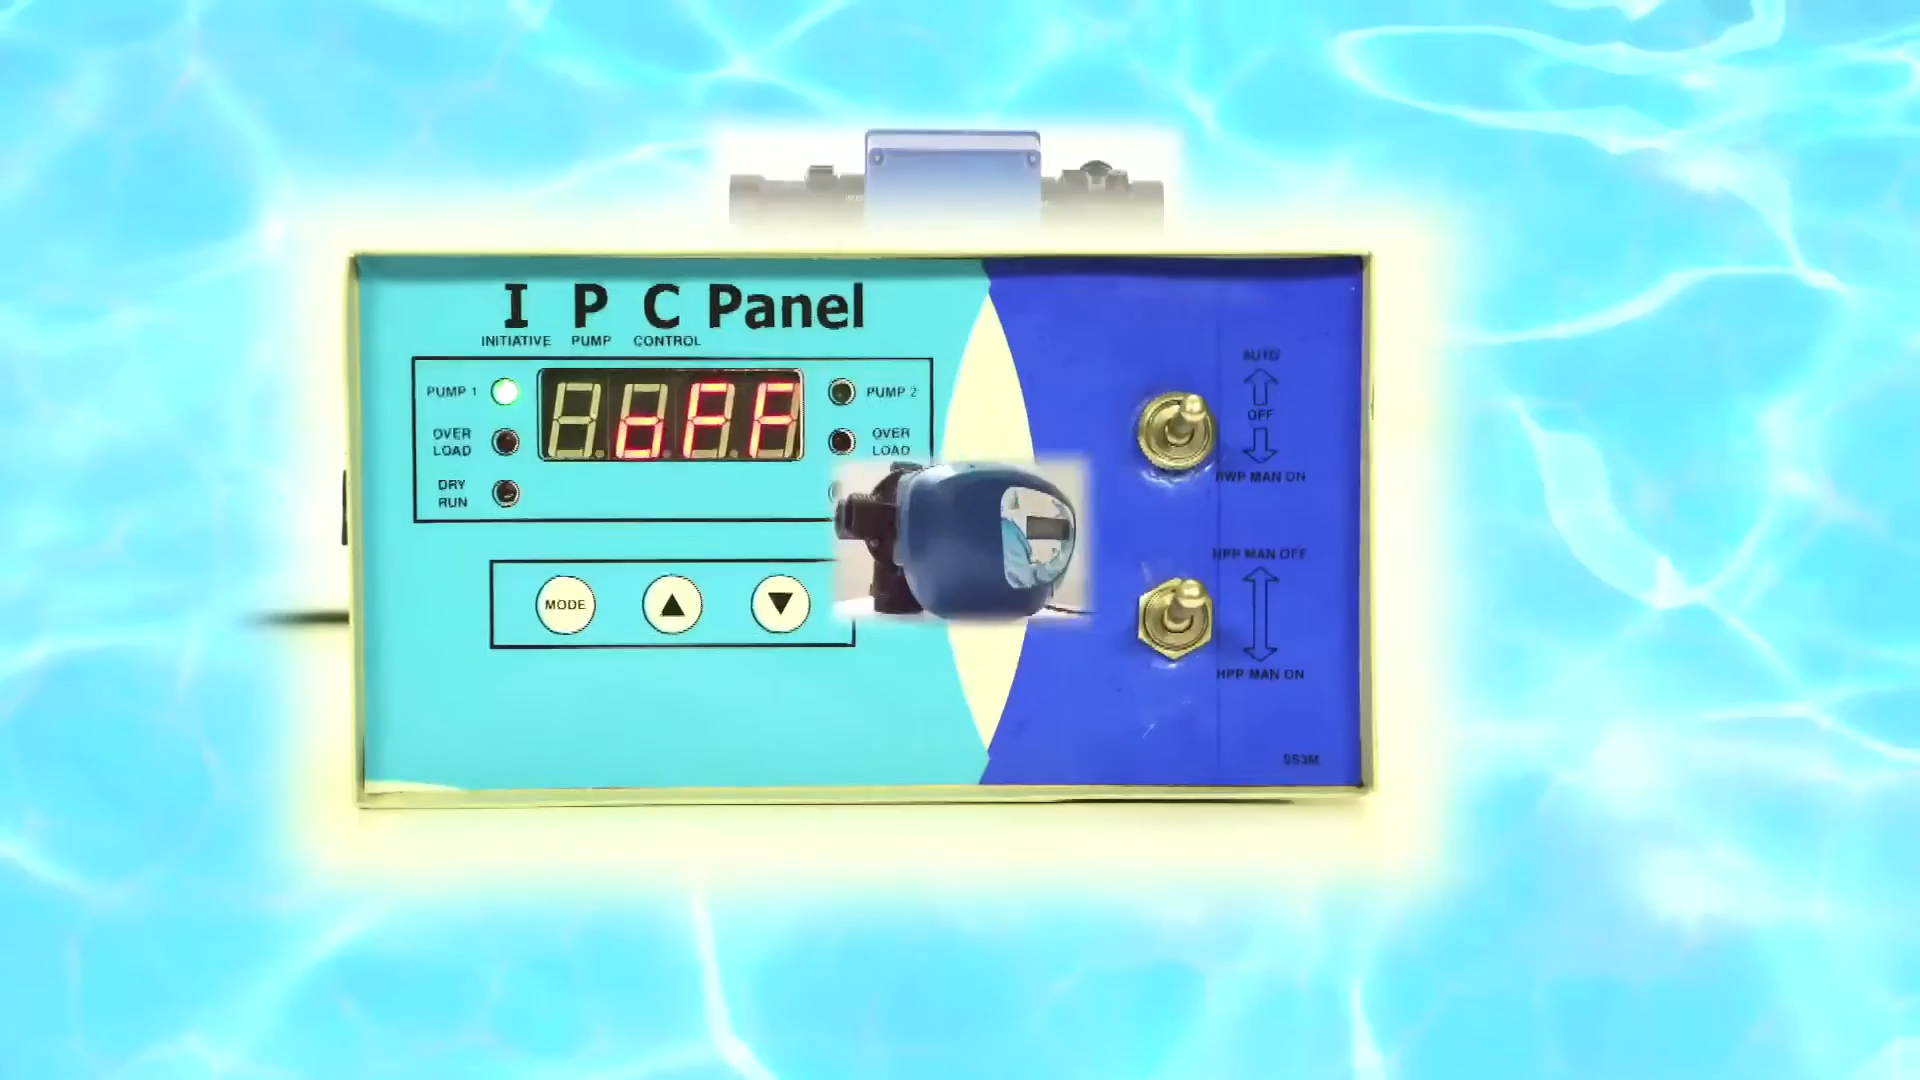 I P C Panel
INITIATIVE PUMP CONTROL
PUMP 1
oFF
PUMP 2
OVER
LOAD
OVER
LOAD
DRY
RUN
MODE
AUTO
OFF
RWP MAN ON
HPP MAN OFF
HPP MAN ON
SS3M